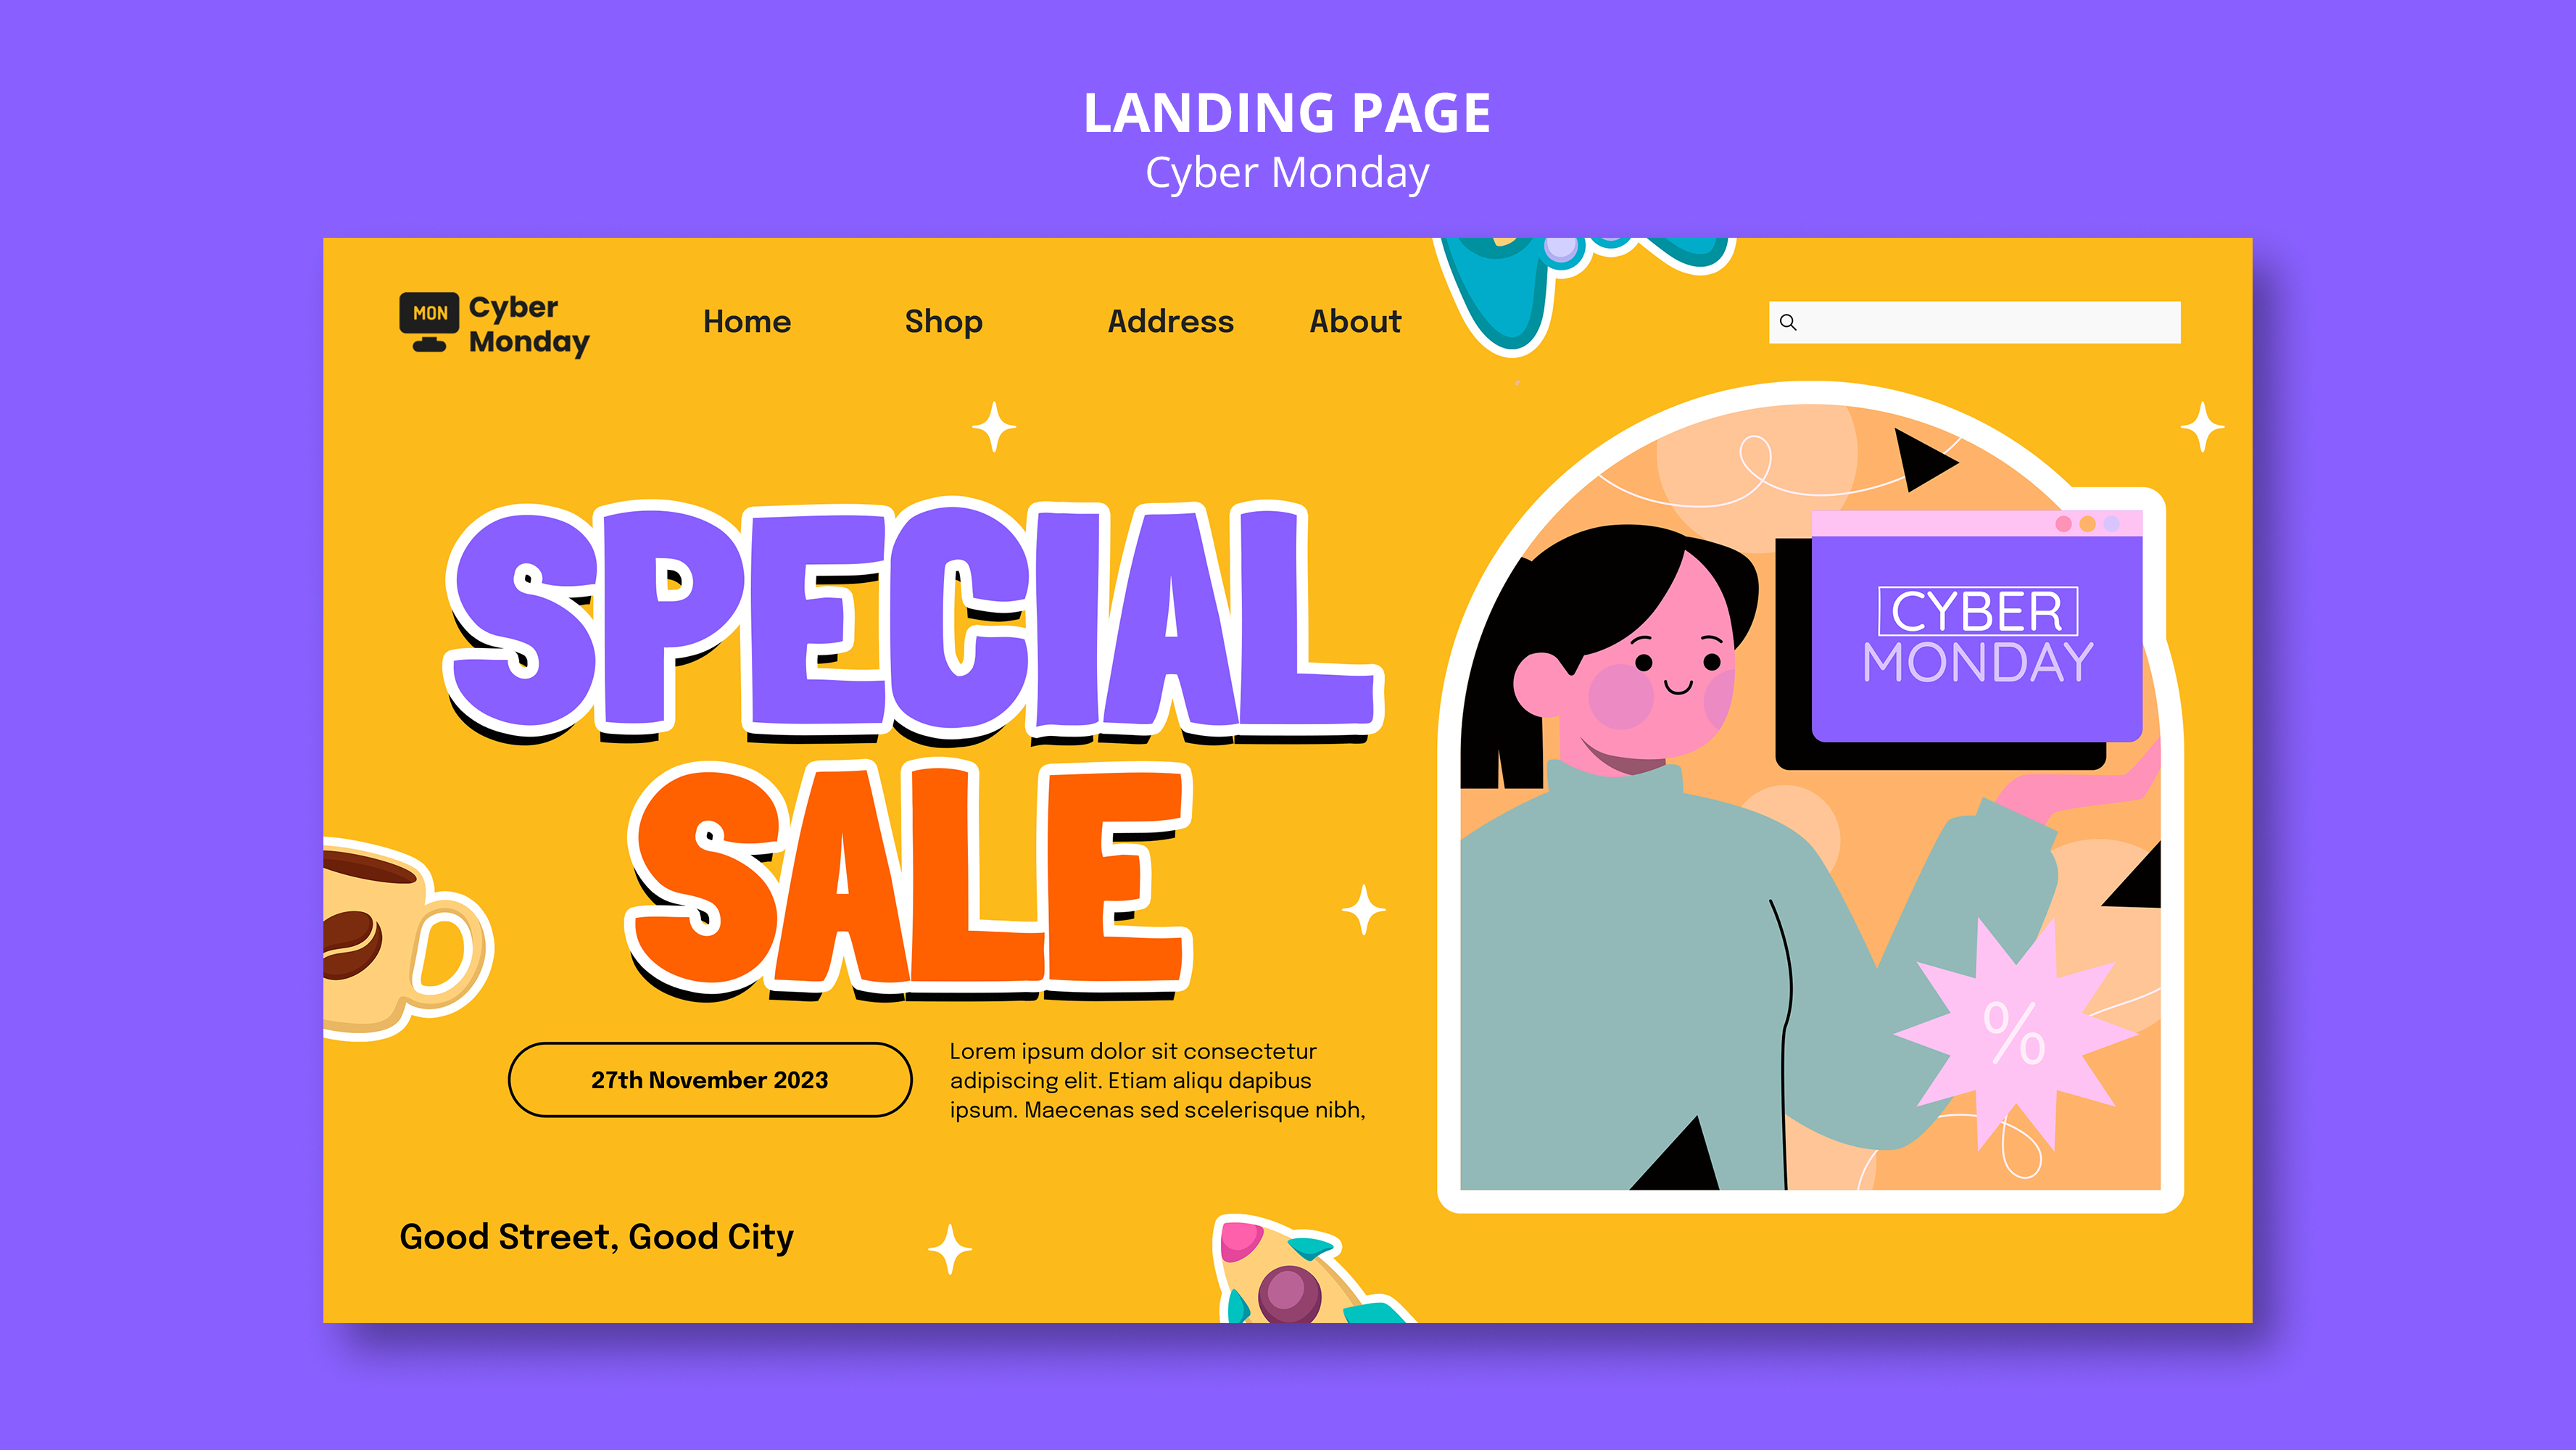 LANDING PAGE
Cyber Monday
MON
Cyber
Monday
Home
Shop
Address
About
SPECIAL
SALE
CYBER
MONDAY
%
27th November 2023
Lorem ipsum dolor sit consectetur
adipiscing elit. Etiam aliqu dapibus
ipsum. Maecenas sed scelerisque nibh,
Good Street, Good City